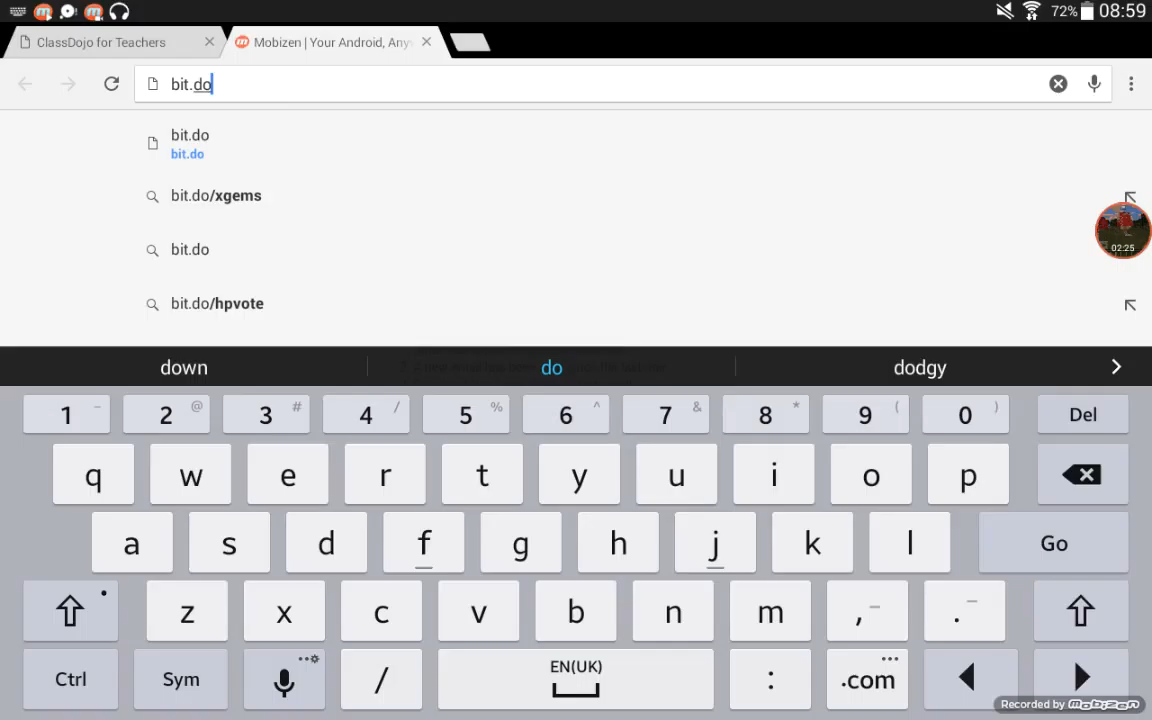 72% 08:59
ClassDojo for Teachers
Mobizen | Your Android, Any
bit.do
bit.do
bit.do
bit.do/xgems
bit.do
02:25
bit.do/hpvote
down do dodgy
1 - 2 @ 3 # 4 / 5 % 6 ^ 7 & 8 * 9 ( 0 ) Del
q w e r t y u i o p
a s d f g h j k l Go
z x c v b n m , .
Ctrl Sym / EN(UK) : .com
Recorded by mobizen